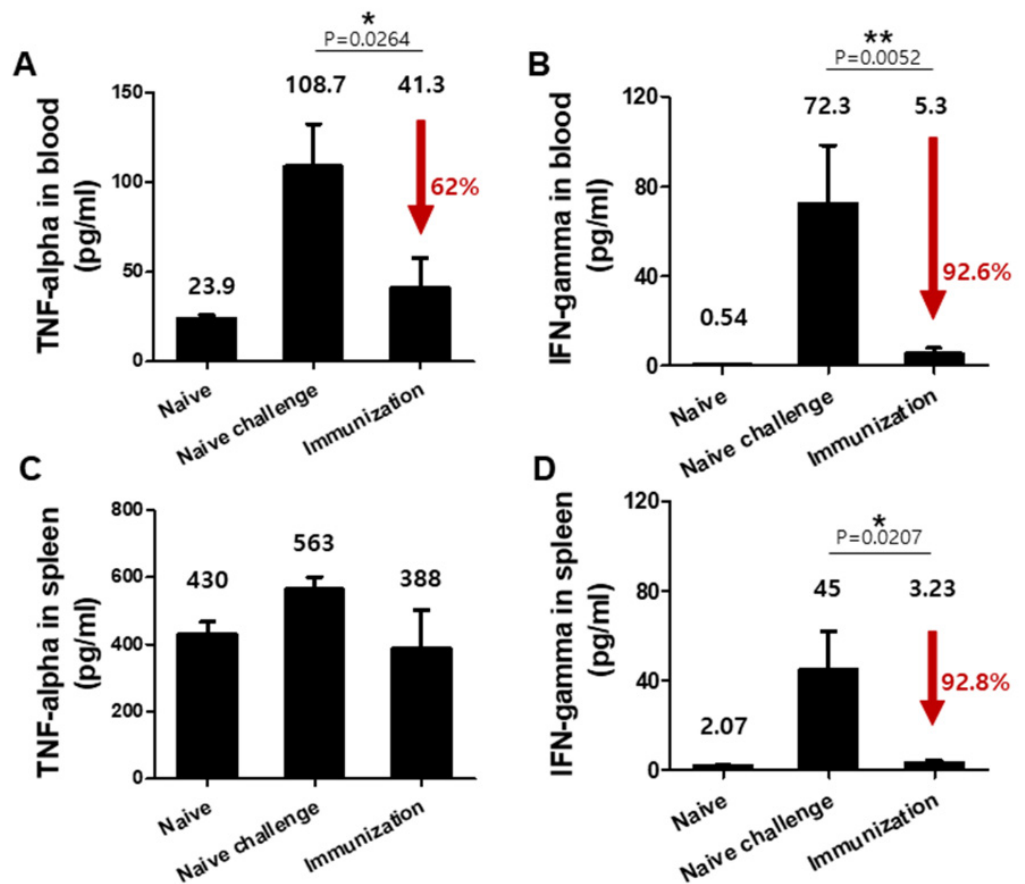 A
*
P=0.0264
TNF-alpha in blood
(pg/ml)
150
100
50
0
23.9
108.7
41.3
62%
Naive
Naive challenge
Immunization
B
**
P=0.0052
IFN-gamma in blood
(pg/ml)
120
80
40
0
0.54
72.3
5.3
92.6%
Naive
Naive challenge
Immunization
C
TNF-alpha in spleen
(pg/ml)
800
600
400
200
0
430
563
388
Naive
Naive challenge
Immunization
D
*
P=0.0207
IFN-gamma in spleen
(pg/ml)
120
80
40
0
2.07
45
3.23
92.8%
Naive
Naive challenge
Immunization